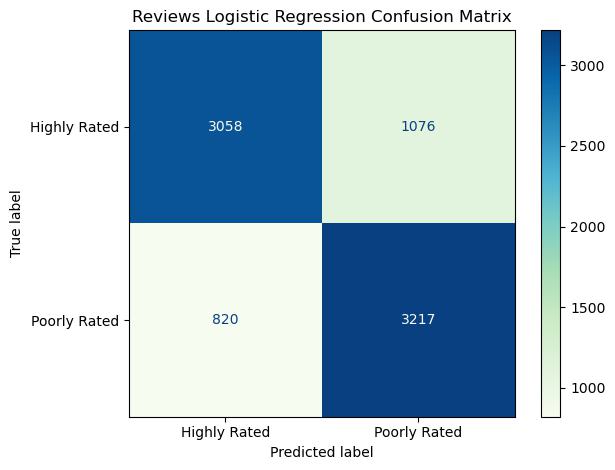 Reviews Logistic Regression Confusion Matrix
True label
Highly Rated
3058
1076
Poorly Rated
820
3217
Highly Rated
Poorly Rated
Predicted label
3000
2500
2000
1500
1000